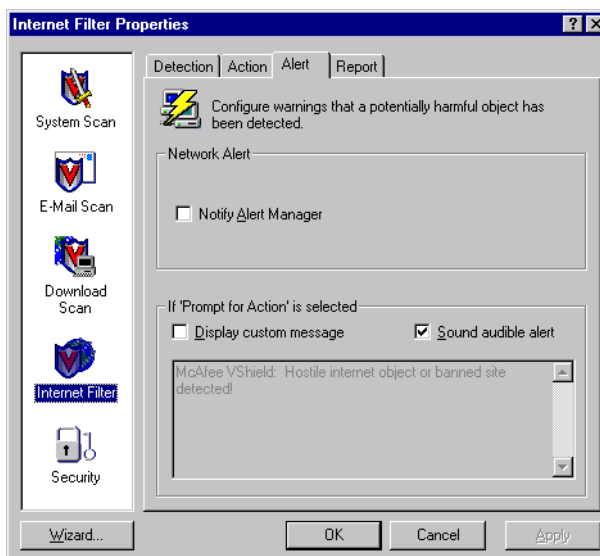 Internet Filter Properties
System Scan
E-Mail Scan
Download
Scan
Internet Filter
Security
Detection
Action
Alert
Report
Configure warnings that a potentially harmful object has
been detected.
Network Alert
Notify Alert Manager
If 'Prompt for Action' is selected
Display custom message
Sound audible alert
McAfee VShield: Hostile internet object or banned site
detected!
Wizard...
OK
Cancel
Apply